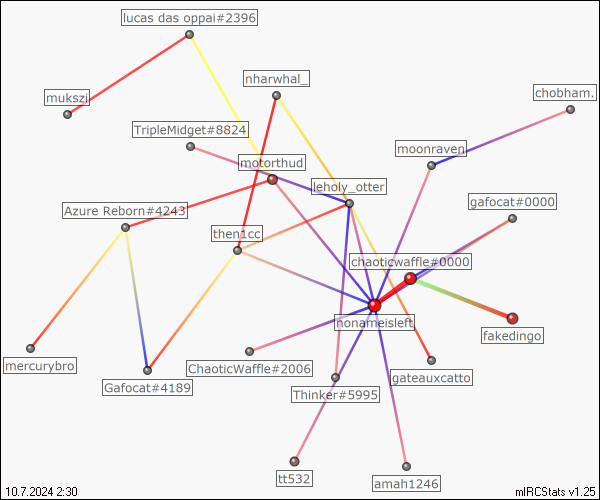 lucas das oppai#2396
nharwhal_
mukszi
chobham.
TripleMidget#8824
moonraven
motorthud
leholy_otter
gafocat#0000
Azure Reborn#4243
then1cc
chaoticwaffle#0000
nonameisleft
fakedingo
mercurybro
ChaoticWaffle#2006
gateauxcatto
Gafocat#4189
Thinker#5995
tt532
amah1246
10.7.2024 2:30
mIRCStats v1.25